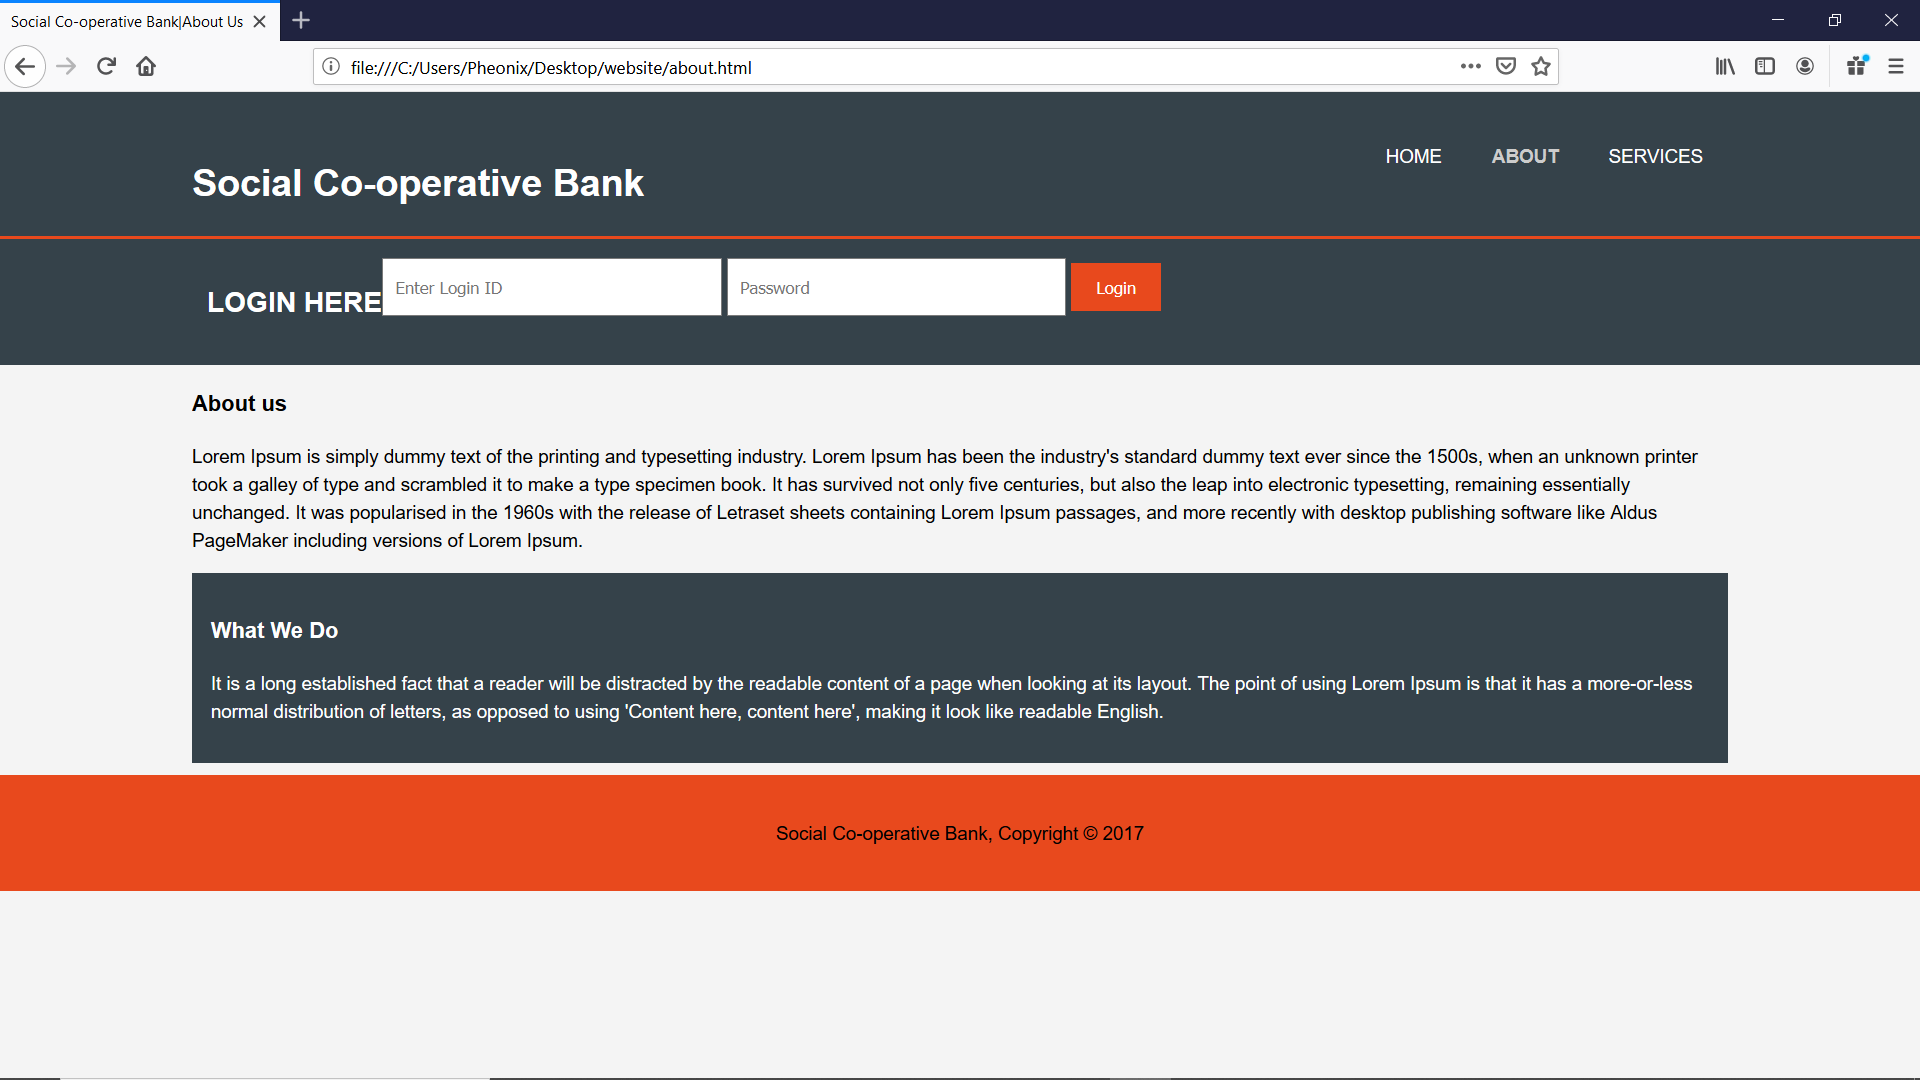 Social Co-operative Bank|About Us
file:///C:/Users/Pheonix/Desktop/website/about.html
Social Co-operative Bank
HOME ABOUT SERVICES
LOGIN HERE Enter Login ID Password Login
About us
Lorem Ipsum is simply dummy text of the printing and typesetting industry. Lorem Ipsum has been the industry's standard dummy text ever since the 1500s, when an unknown printer
took a galley of type and scrambled it to make a type specimen book. It has survived not only five centuries, but also the leap into electronic typesetting, remaining essentially
unchanged. It was popularised in the 1960s with the release of Letraset sheets containing Lorem Ipsum passages, and more recently with desktop publishing software like Aldus
PageMaker including versions of Lorem Ipsum.
What We Do
It is a long established fact that a reader will be distracted by the readable content of a page when looking at its layout. The point of using Lorem Ipsum is that it has a more-or-less
normal distribution of letters, as opposed to using 'Content here, content here', making it look like readable English.
Social Co-operative Bank, Copyright © 2017